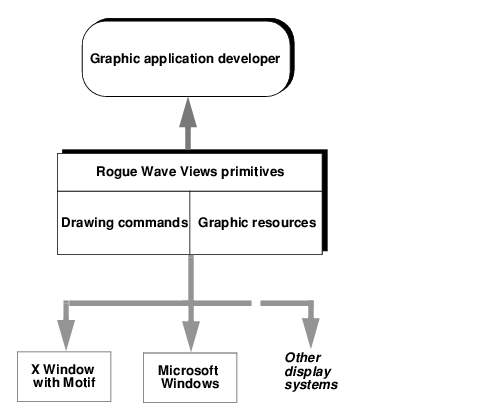 Graphic application developer
Rogue Wave Views primitives
Drawing commands
Graphic resources
X Window
with Motif
Microsoft
Windows
Other
display
systems